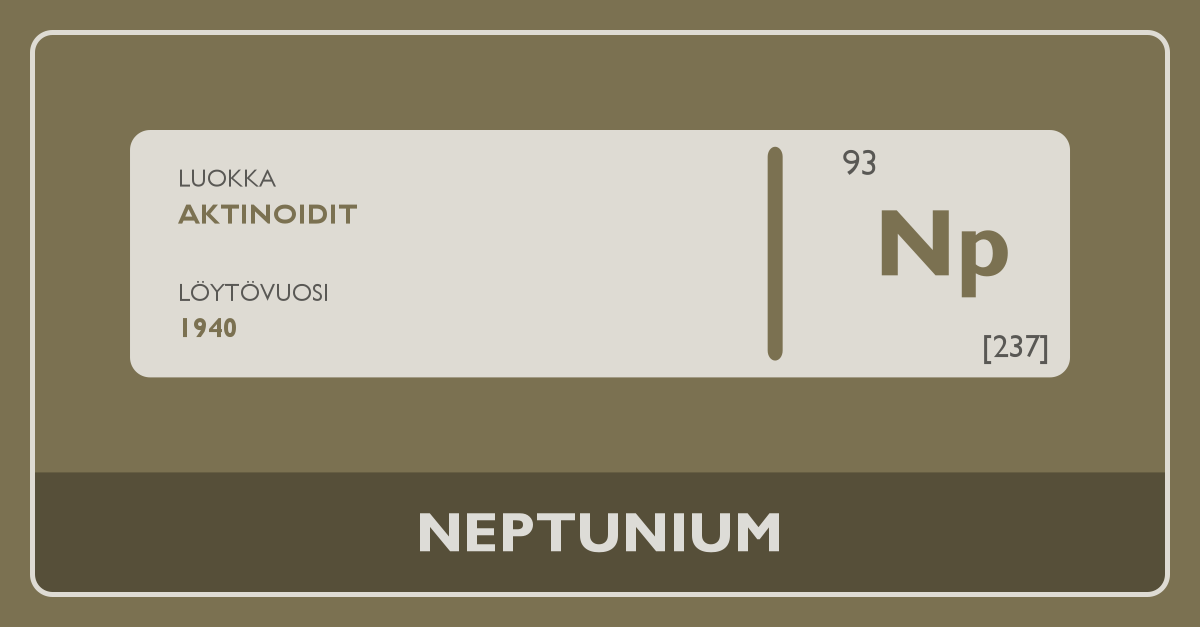 LUOKKA
AKTINOIDIT
LÖYTÖVUOSI
1940
93
Np
[237]
NEPTUNIUM